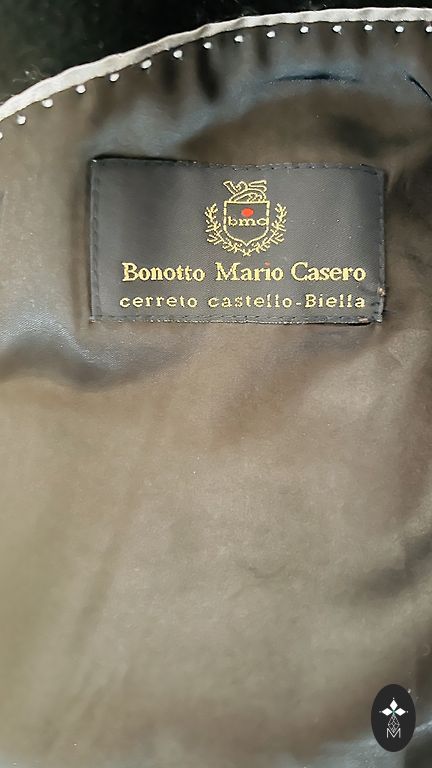 bmc
Bonotto Mario Casero
cerreto castello-Biella
M